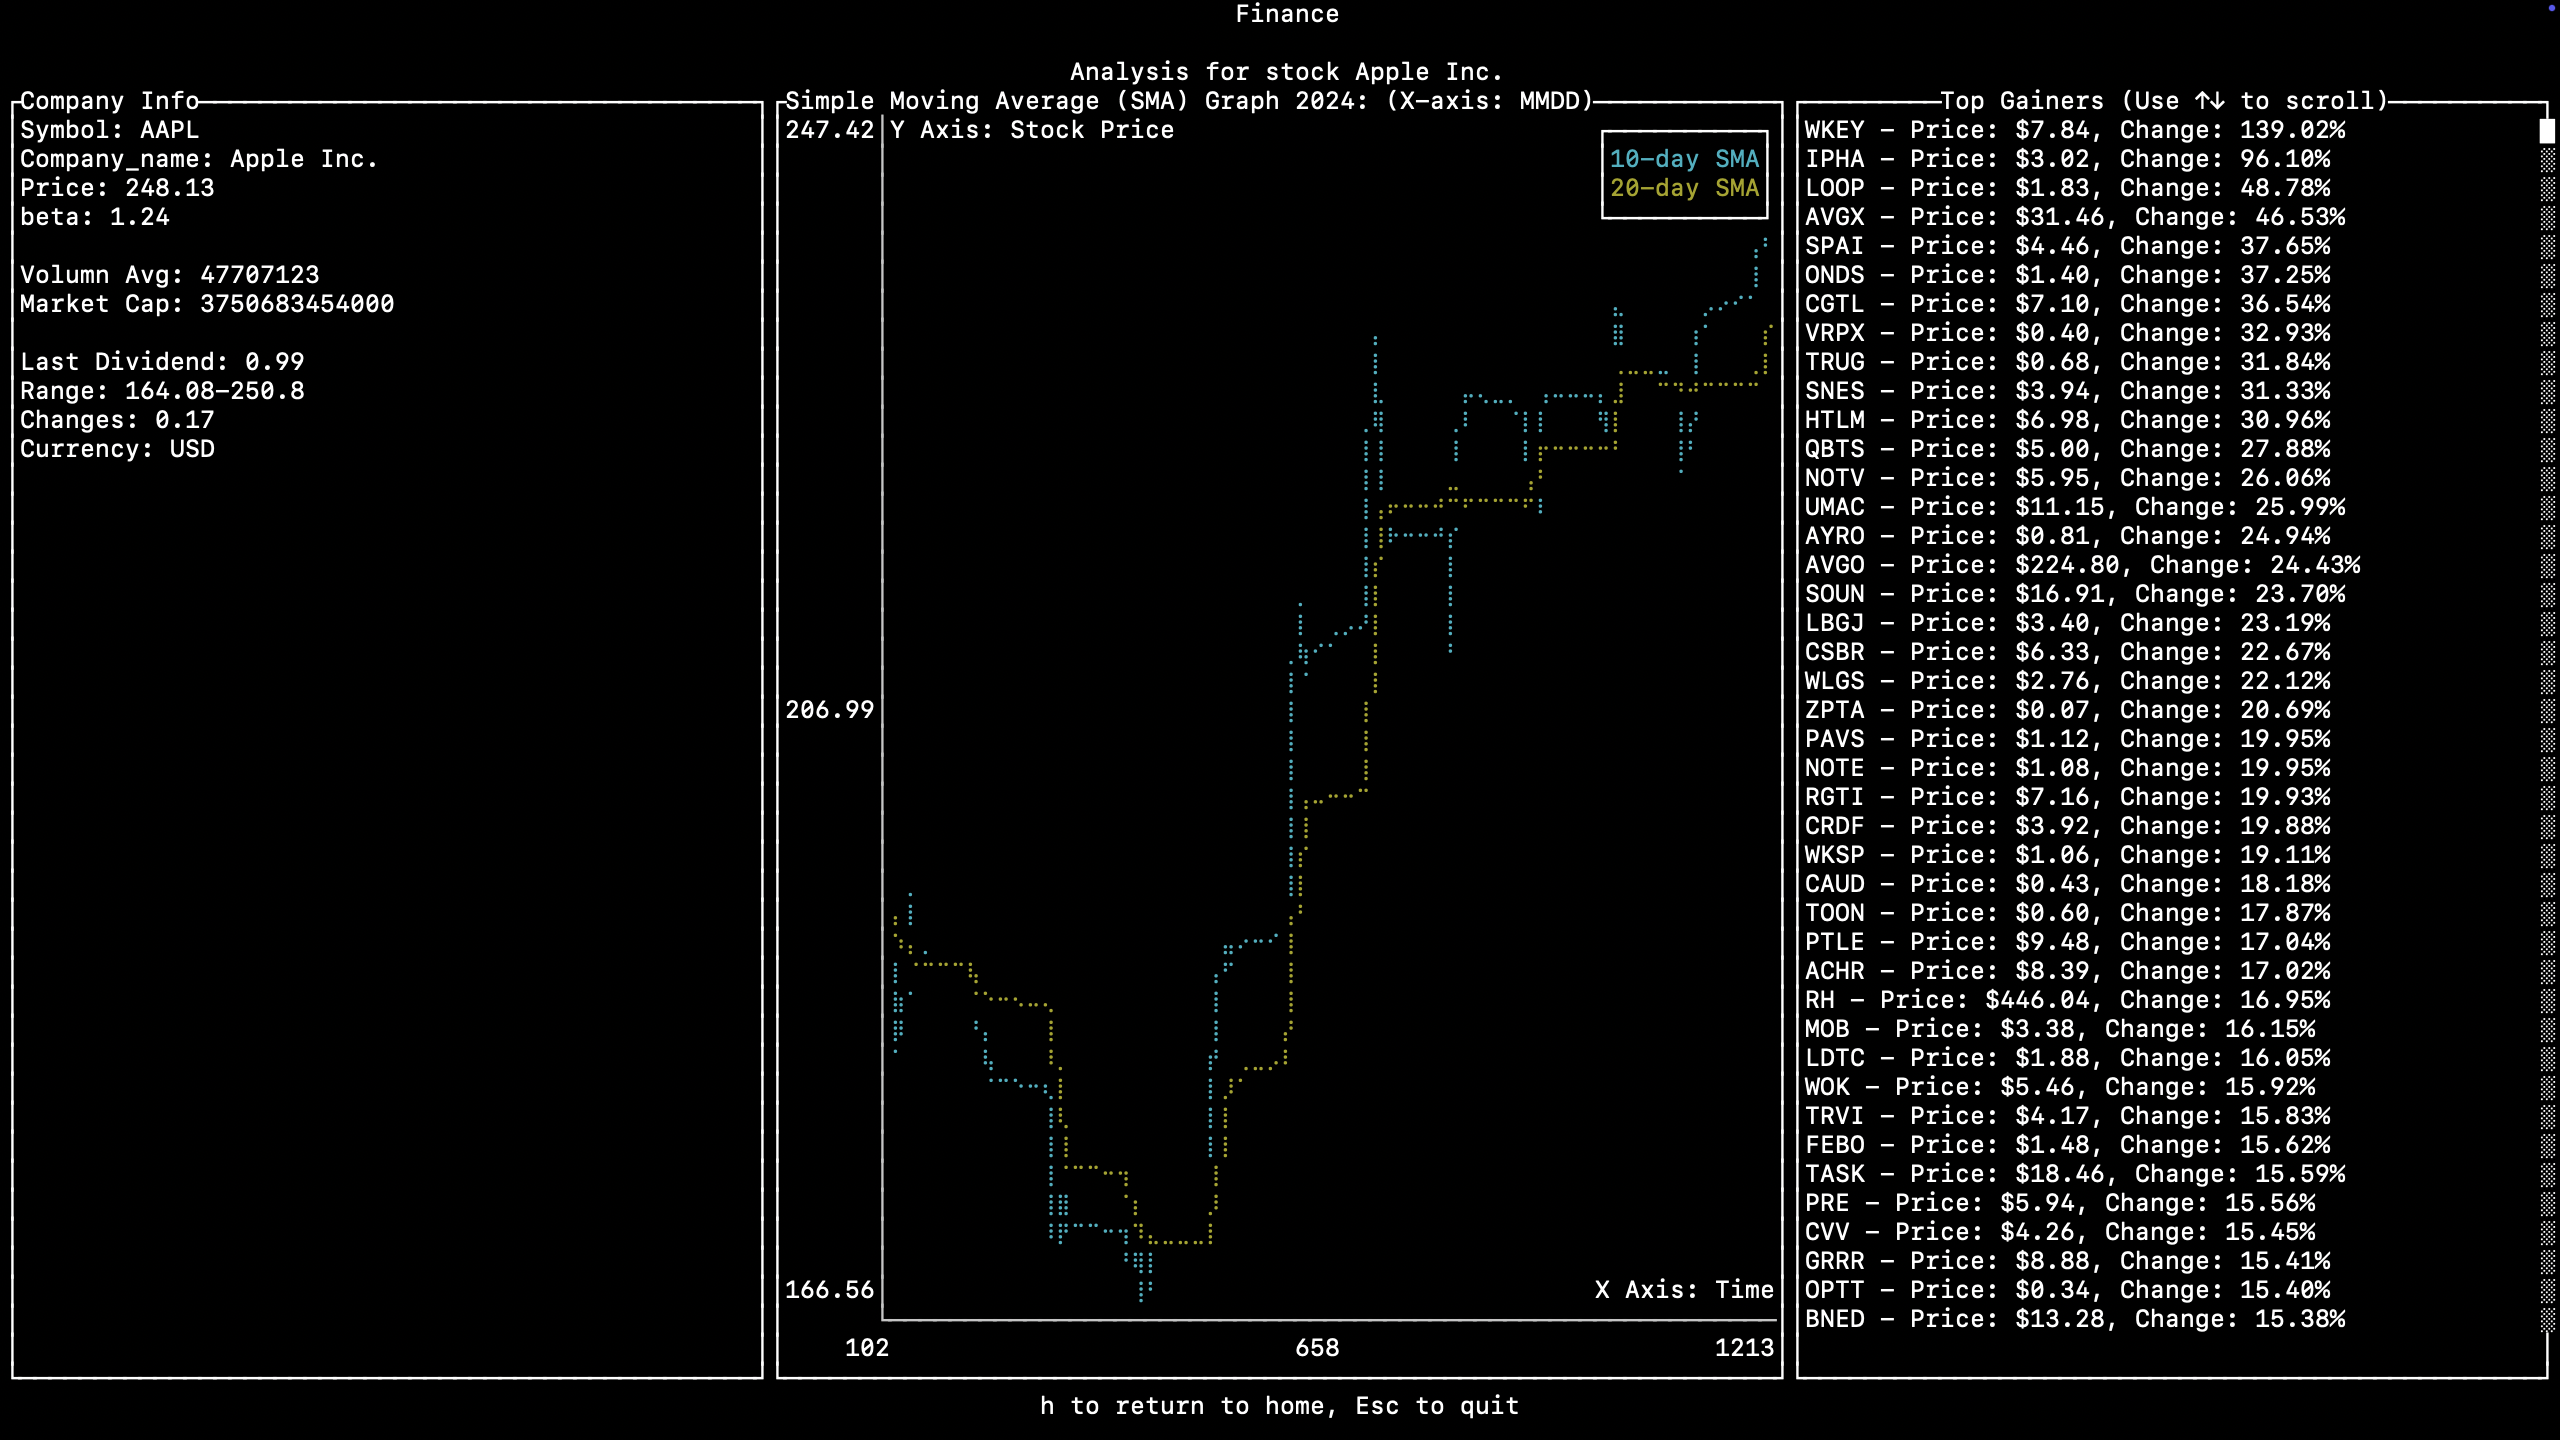 Finance
Analysis for stock Apple Inc.
Company Info
Symbol: AAPL
Company_name: Apple Inc.
Price: 248.13
beta: 1.24
Volumn Avg: 47707123
Market Cap: 3750683454000
Last Dividend: 0.99
Range: 164.08-250.8
Changes: 0.17
Currency: USD
Simple Moving Average (SMA) Graph 2024: (X-axis: MMDD)
247.42
Y Axis: Stock Price
10-day SMA
20-day SMA
206.99
166.56
X Axis: Time
102
658
1213
Top Gainers (Use ↑↓ to scroll)
WKEY - Price: $7.84, Change: 139.02%
IPHA - Price: $3.02, Change: 96.10%
LOOP - Price: $1.83, Change: 48.78%
AVGX - Price: $31.46, Change: 46.53%
SPAI - Price: $4.46, Change: 37.65%
ONDS - Price: $1.40, Change: 37.25%
CGTL - Price: $7.10, Change: 36.54%
VRPX - Price: $0.40, Change: 32.93%
TRUG - Price: $0.68, Change: 31.84%
SNES - Price: $3.94, Change: 31.33%
HTLM - Price: $6.98, Change: 30.96%
QBTS - Price: $5.00, Change: 27.88%
NOTV - Price: $5.95, Change: 26.06%
UMAC - Price: $11.15, Change: 25.99%
AYRO - Price: $0.81, Change: 24.94%
AVGO - Price: $224.80, Change: 24.43%
SOUN - Price: $16.91, Change: 23.70%
LBGJ - Price: $3.40, Change: 23.19%
CSBR - Price: $6.33, Change: 22.67%
WLGS - Price: $2.76, Change: 22.12%
ZPTA - Price: $0.07, Change: 20.69%
PAVS - Price: $1.12, Change: 19.95%
NOTE - Price: $1.08, Change: 19.95%
RGTI - Price: $7.16, Change: 19.93%
CRDF - Price: $3.92, Change: 19.88%
WKSP - Price: $1.06, Change: 19.11%
CAUD - Price: $0.43, Change: 18.18%
TOON - Price: $0.60, Change: 17.87%
PTLE - Price: $9.48, Change: 17.04%
ACHR - Price: $8.39, Change: 17.02%
RH - Price: $446.04, Change: 16.95%
MOB - Price: $3.38, Change: 16.15%
LDTC - Price: $1.88, Change: 16.05%
WOK - Price: $5.46, Change: 15.92%
TRVI - Price: $4.17, Change: 15.83%
FEBO - Price: $1.48, Change: 15.62%
TASK - Price: $18.46, Change: 15.59%
PRE - Price: $5.94, Change: 15.56%
CVV - Price: $4.26, Change: 15.45%
GRRR - Price: $8.88, Change: 15.41%
OPTT - Price: $0.34, Change: 15.40%
BNED - Price: $13.28, Change: 15.38%
h to return to home, Esc to quit